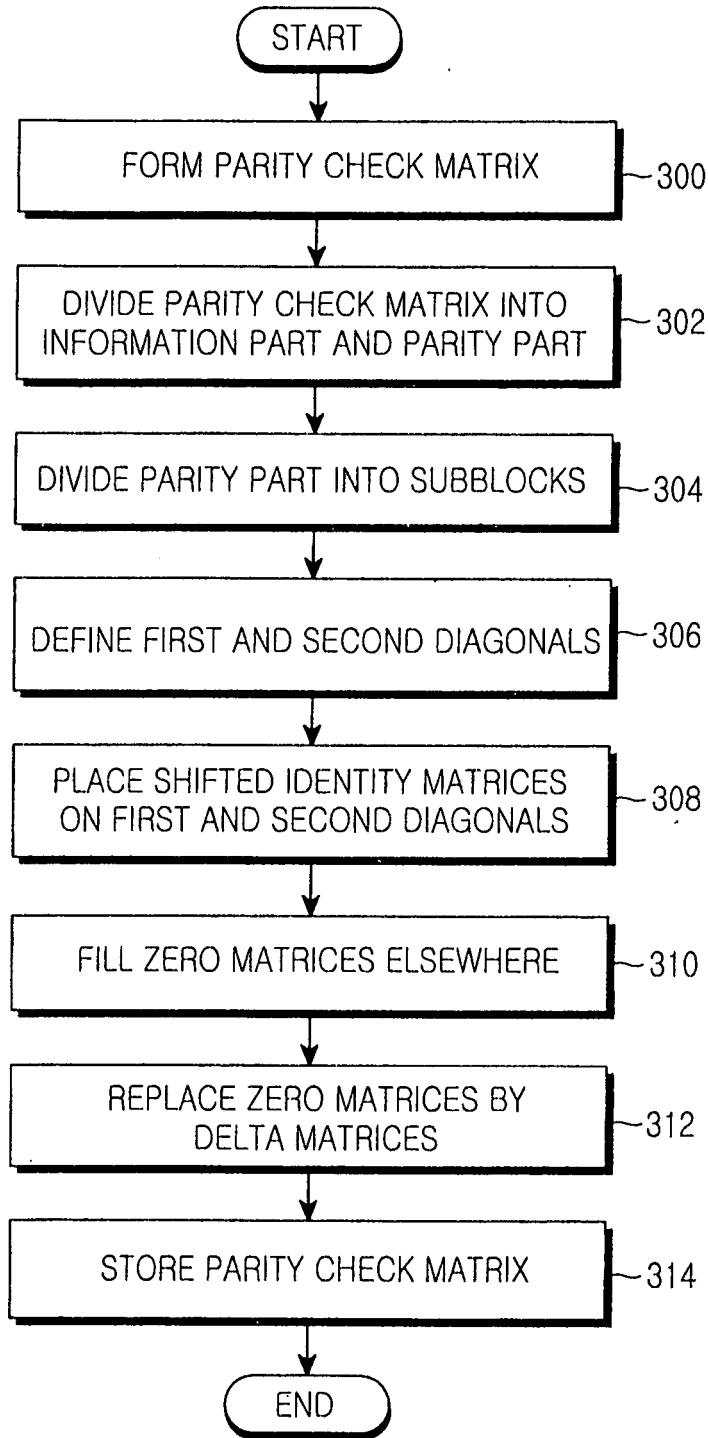 START
FORM PARITY CHECK MATRIX
300
DIVIDE PARITY CHECK MATRIX INTO
INFORMATION PART AND PARITY PART
302
DIVIDE PARITY PART INTO SUBBLOCKS
304
DEFINE FIRST AND SECOND DIAGONALS
306
PLACE SHIFTED IDENTITY MATRICES
ON FIRST AND SECOND DIAGONALS
308
FILL ZERO MATRICES ELSEWHERE
310
REPLACE ZERO MATRICES BY
DELTA MATRICES
312
STORE PARITY CHECK MATRIX
314
END